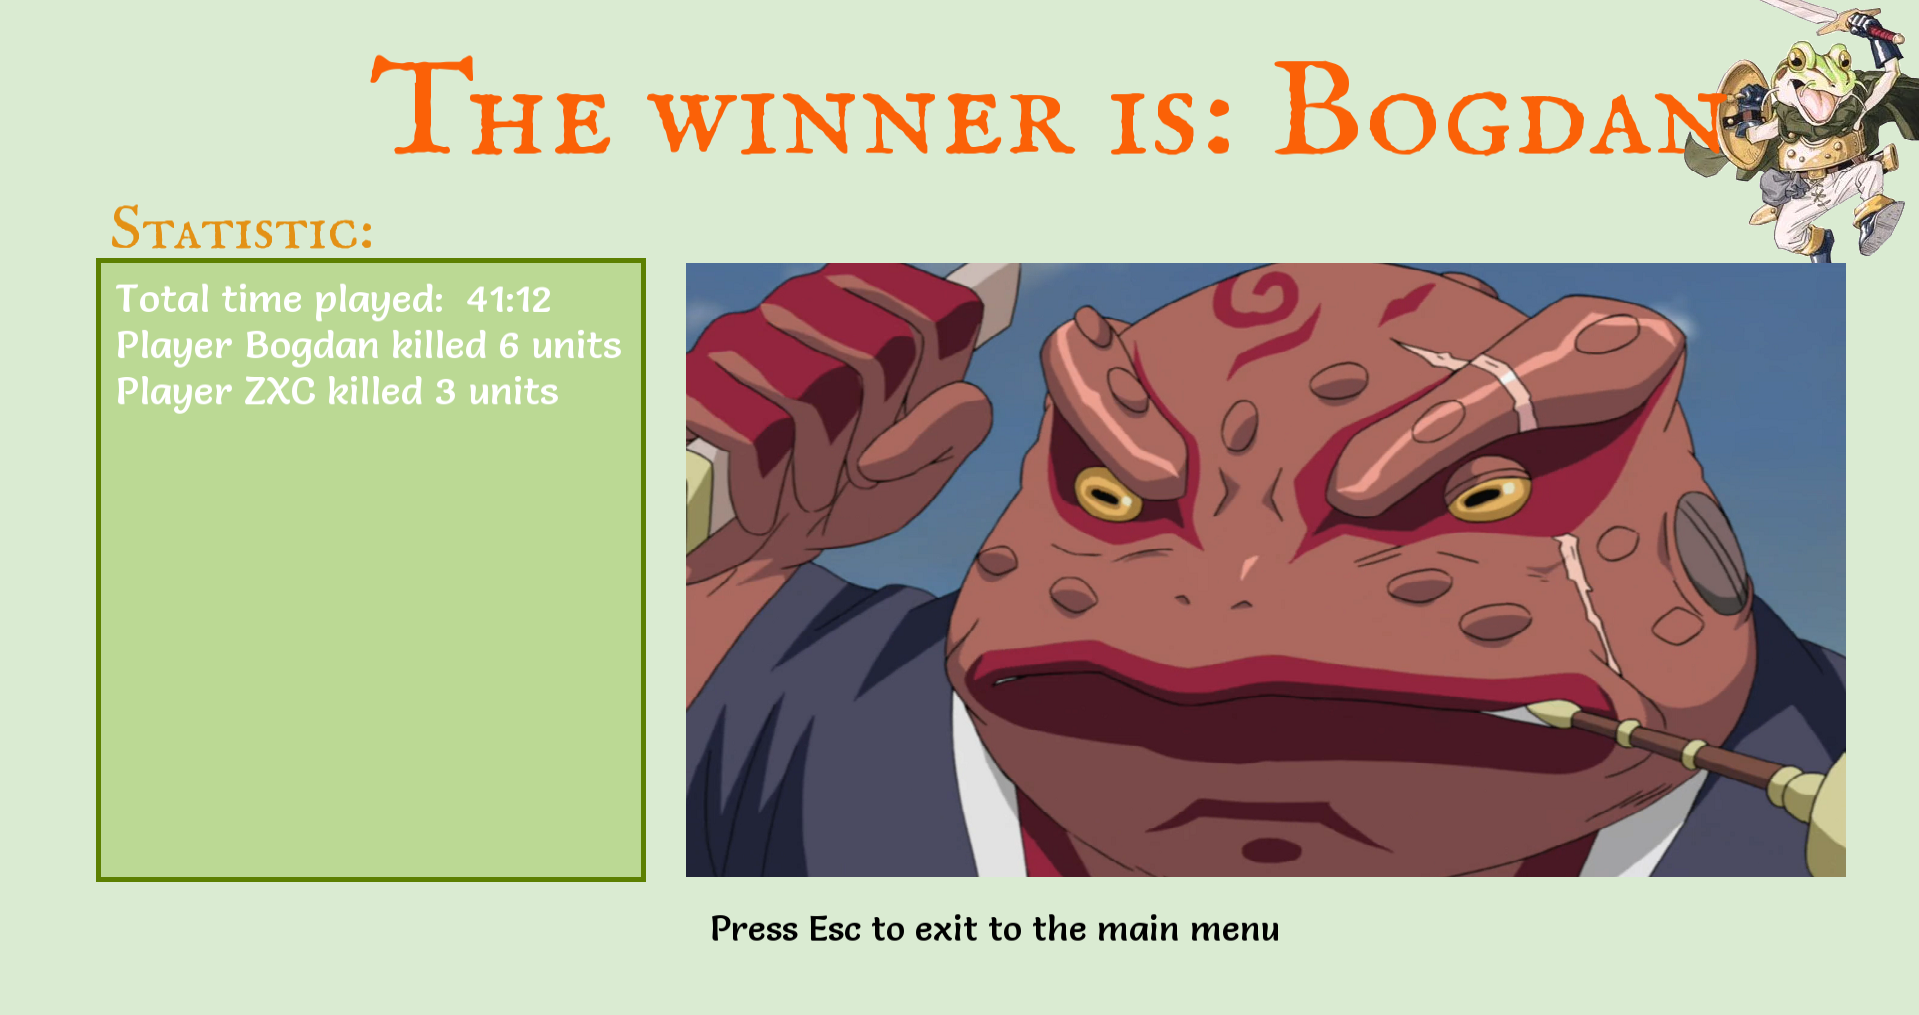 The winner is: Bogdan
Statistic:
Total time played: 41:12
Player Bogdan killed 6 units
Player ZXC killed 3 units
Press Esc to exit to the main menu